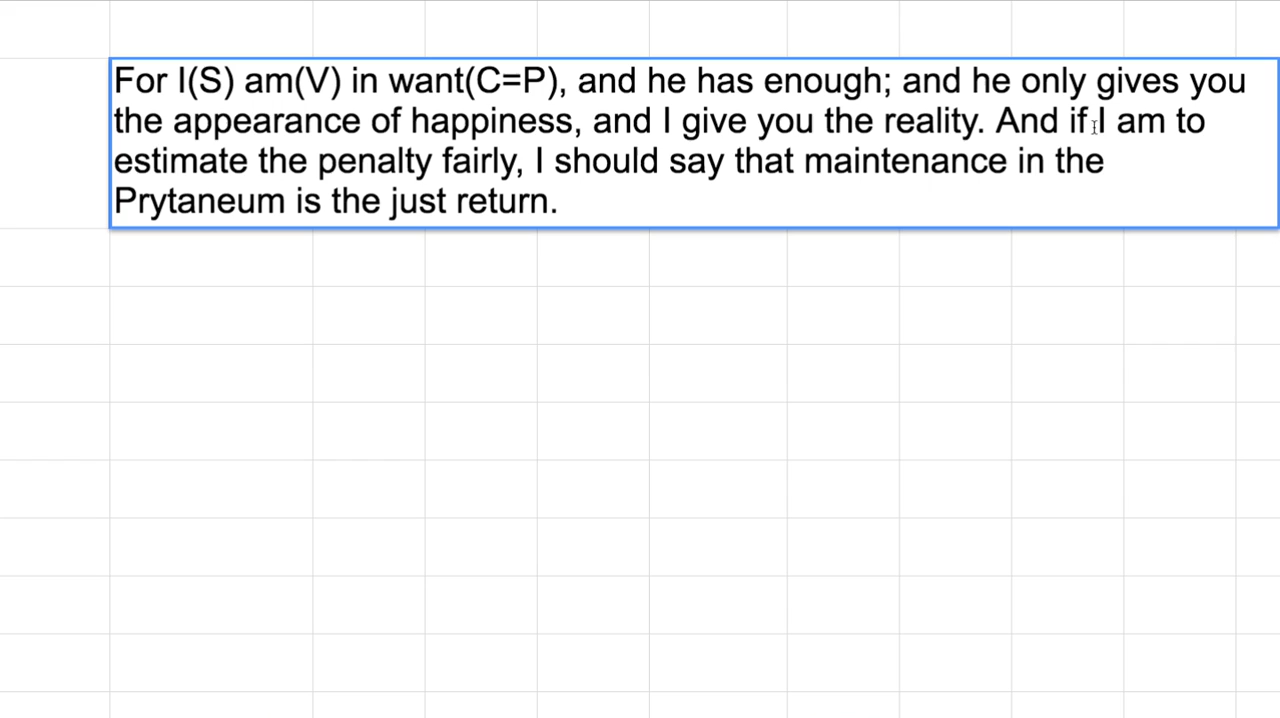 For I(S) am(V) in want(C=P), and he has enough; and he only gives you
the appearance of happiness, and I give you the reality. And if I am to
estimate the penalty fairly, I should say that maintenance in the
Prytaneum is the just return.